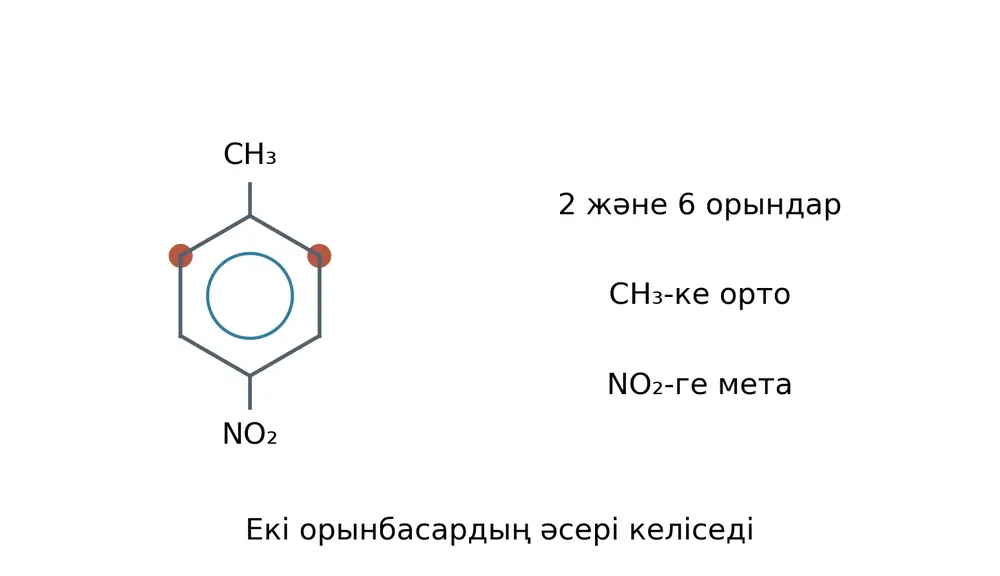 CH₃
2 және 6 орындар
CH₃-ке орто
NO₂-ге мета
NO₂
Екі орынбасардың әсері келіседі